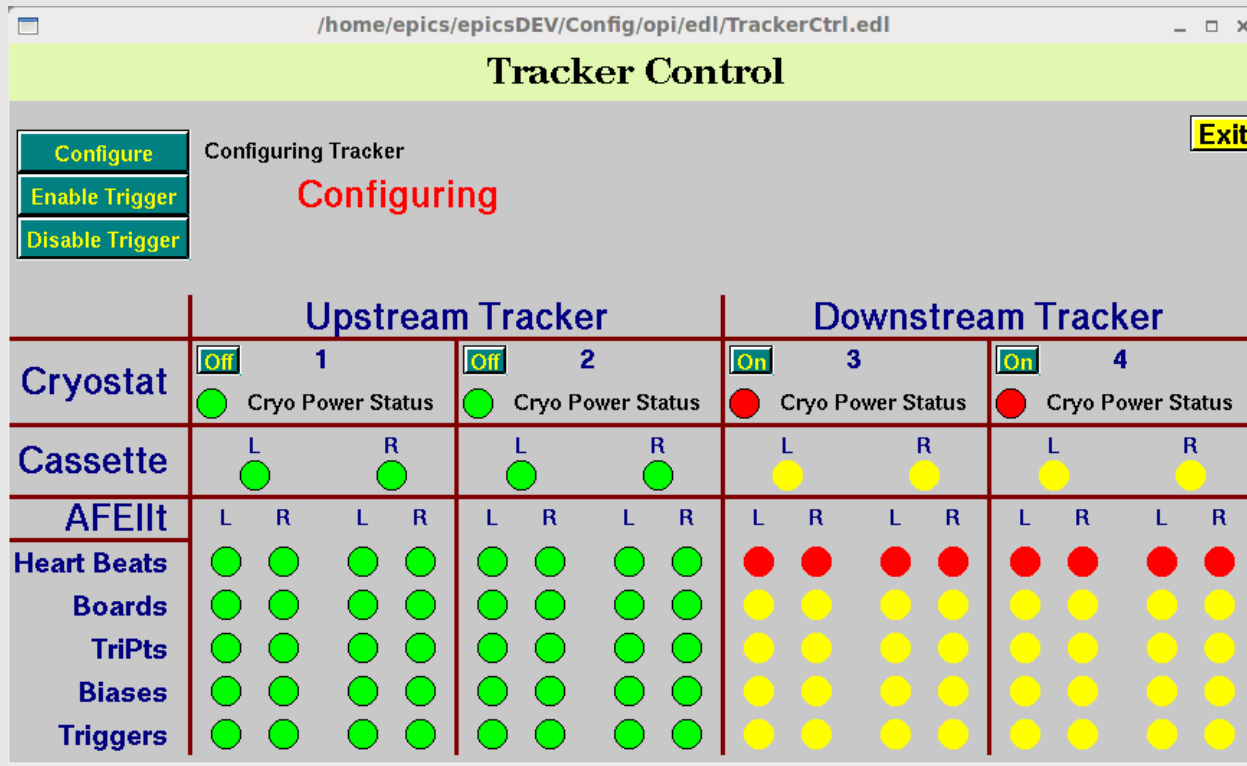 /home/epics/epicsDEV/Config/opi/edl/TrackerCtrl.edl
Tracker Control
Exit
Configure Configuring Tracker
Enable Trigger Configuring
Disable Trigger
Upstream Tracker Downstream Tracker
Cryostat
Off 1 Off 2 On 3 On 4
Cryo Power Status Cryo Power Status Cryo Power Status Cryo Power Status
Cassette L R L R L R L R
AFEIIt L R L R L R L R L R L R L R L R
Heart Beats
Boards
TriPts
Biases
Triggers